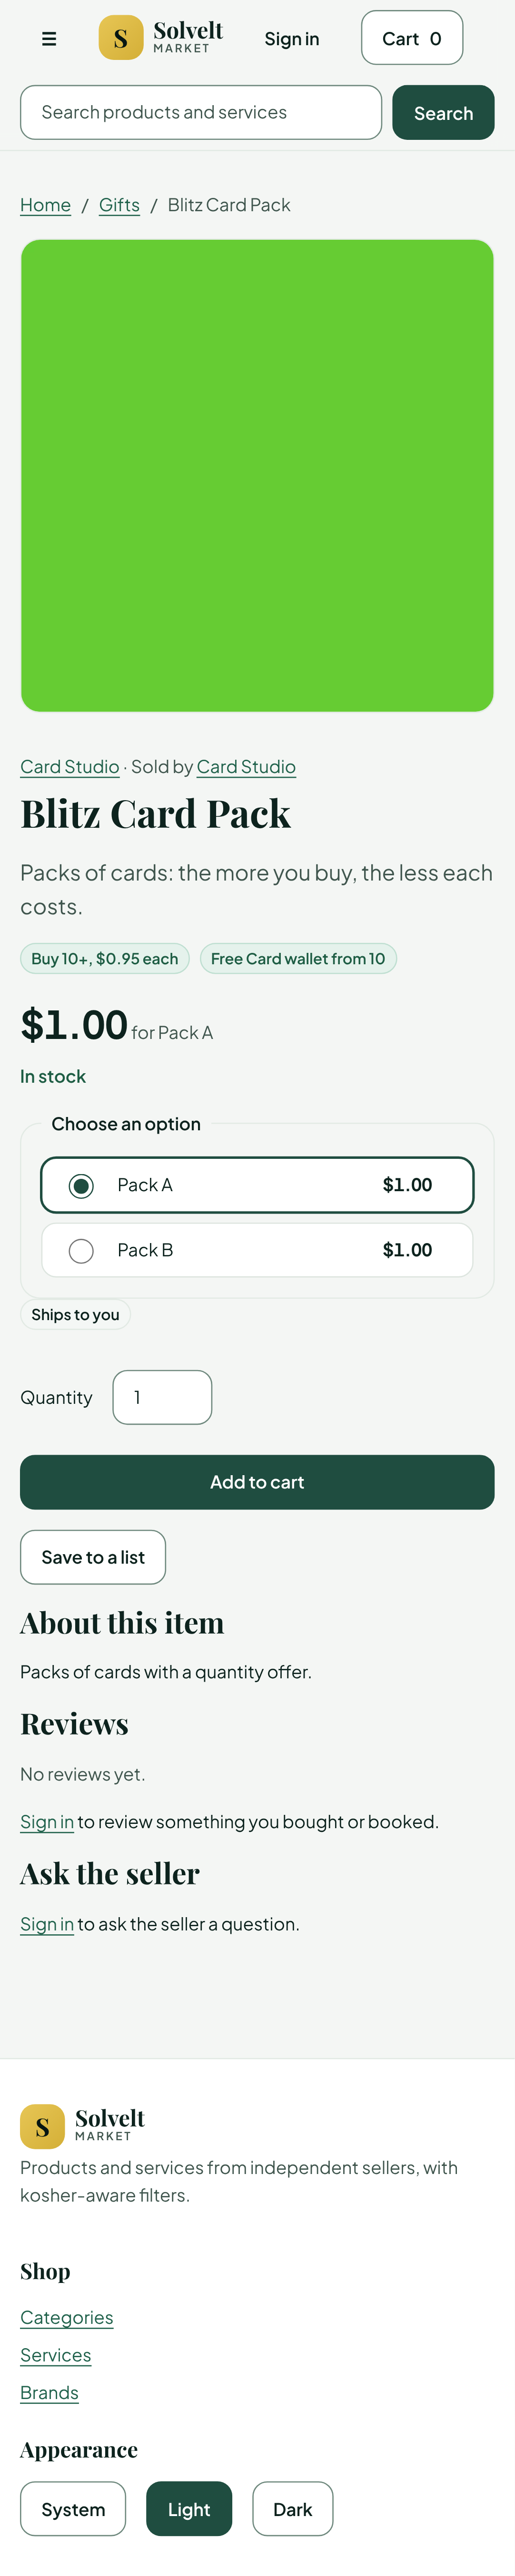 ☰ S Solvelt MARKET Sign in Cart 0
Search products and services Search
Home / Gifts / Blitz Card Pack
Card Studio · Sold by Card Studio
Blitz Card Pack
Packs of cards: the more you buy, the less each
costs.
Buy 10+, $0.95 each Free Card wallet from 10
$1.00 for Pack A
In stock
Choose an option
Pack A $1.00
Pack B $1.00
Ships to you
Quantity 1
Add to cart
Save to a list
About this item
Packs of cards with a quantity offer.
Reviews
No reviews yet.
Sign in to review something you bought or booked.
Ask the seller
Sign in to ask the seller a question.
S Solvelt
MARKET
Products and services from independent sellers, with
kosher-aware filters.
Shop
Categories
Services
Brands
Appearance
System Light Dark